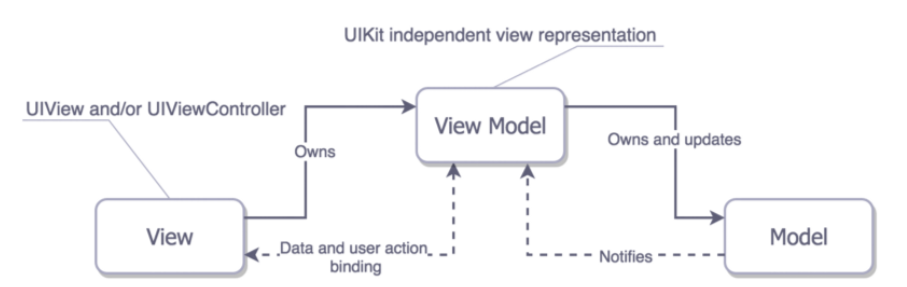 UIKit independent view representation
UIView and/or UIViewController
View Model
Owns and updates
Owns
View
Data and user action
binding
Notifies
Model